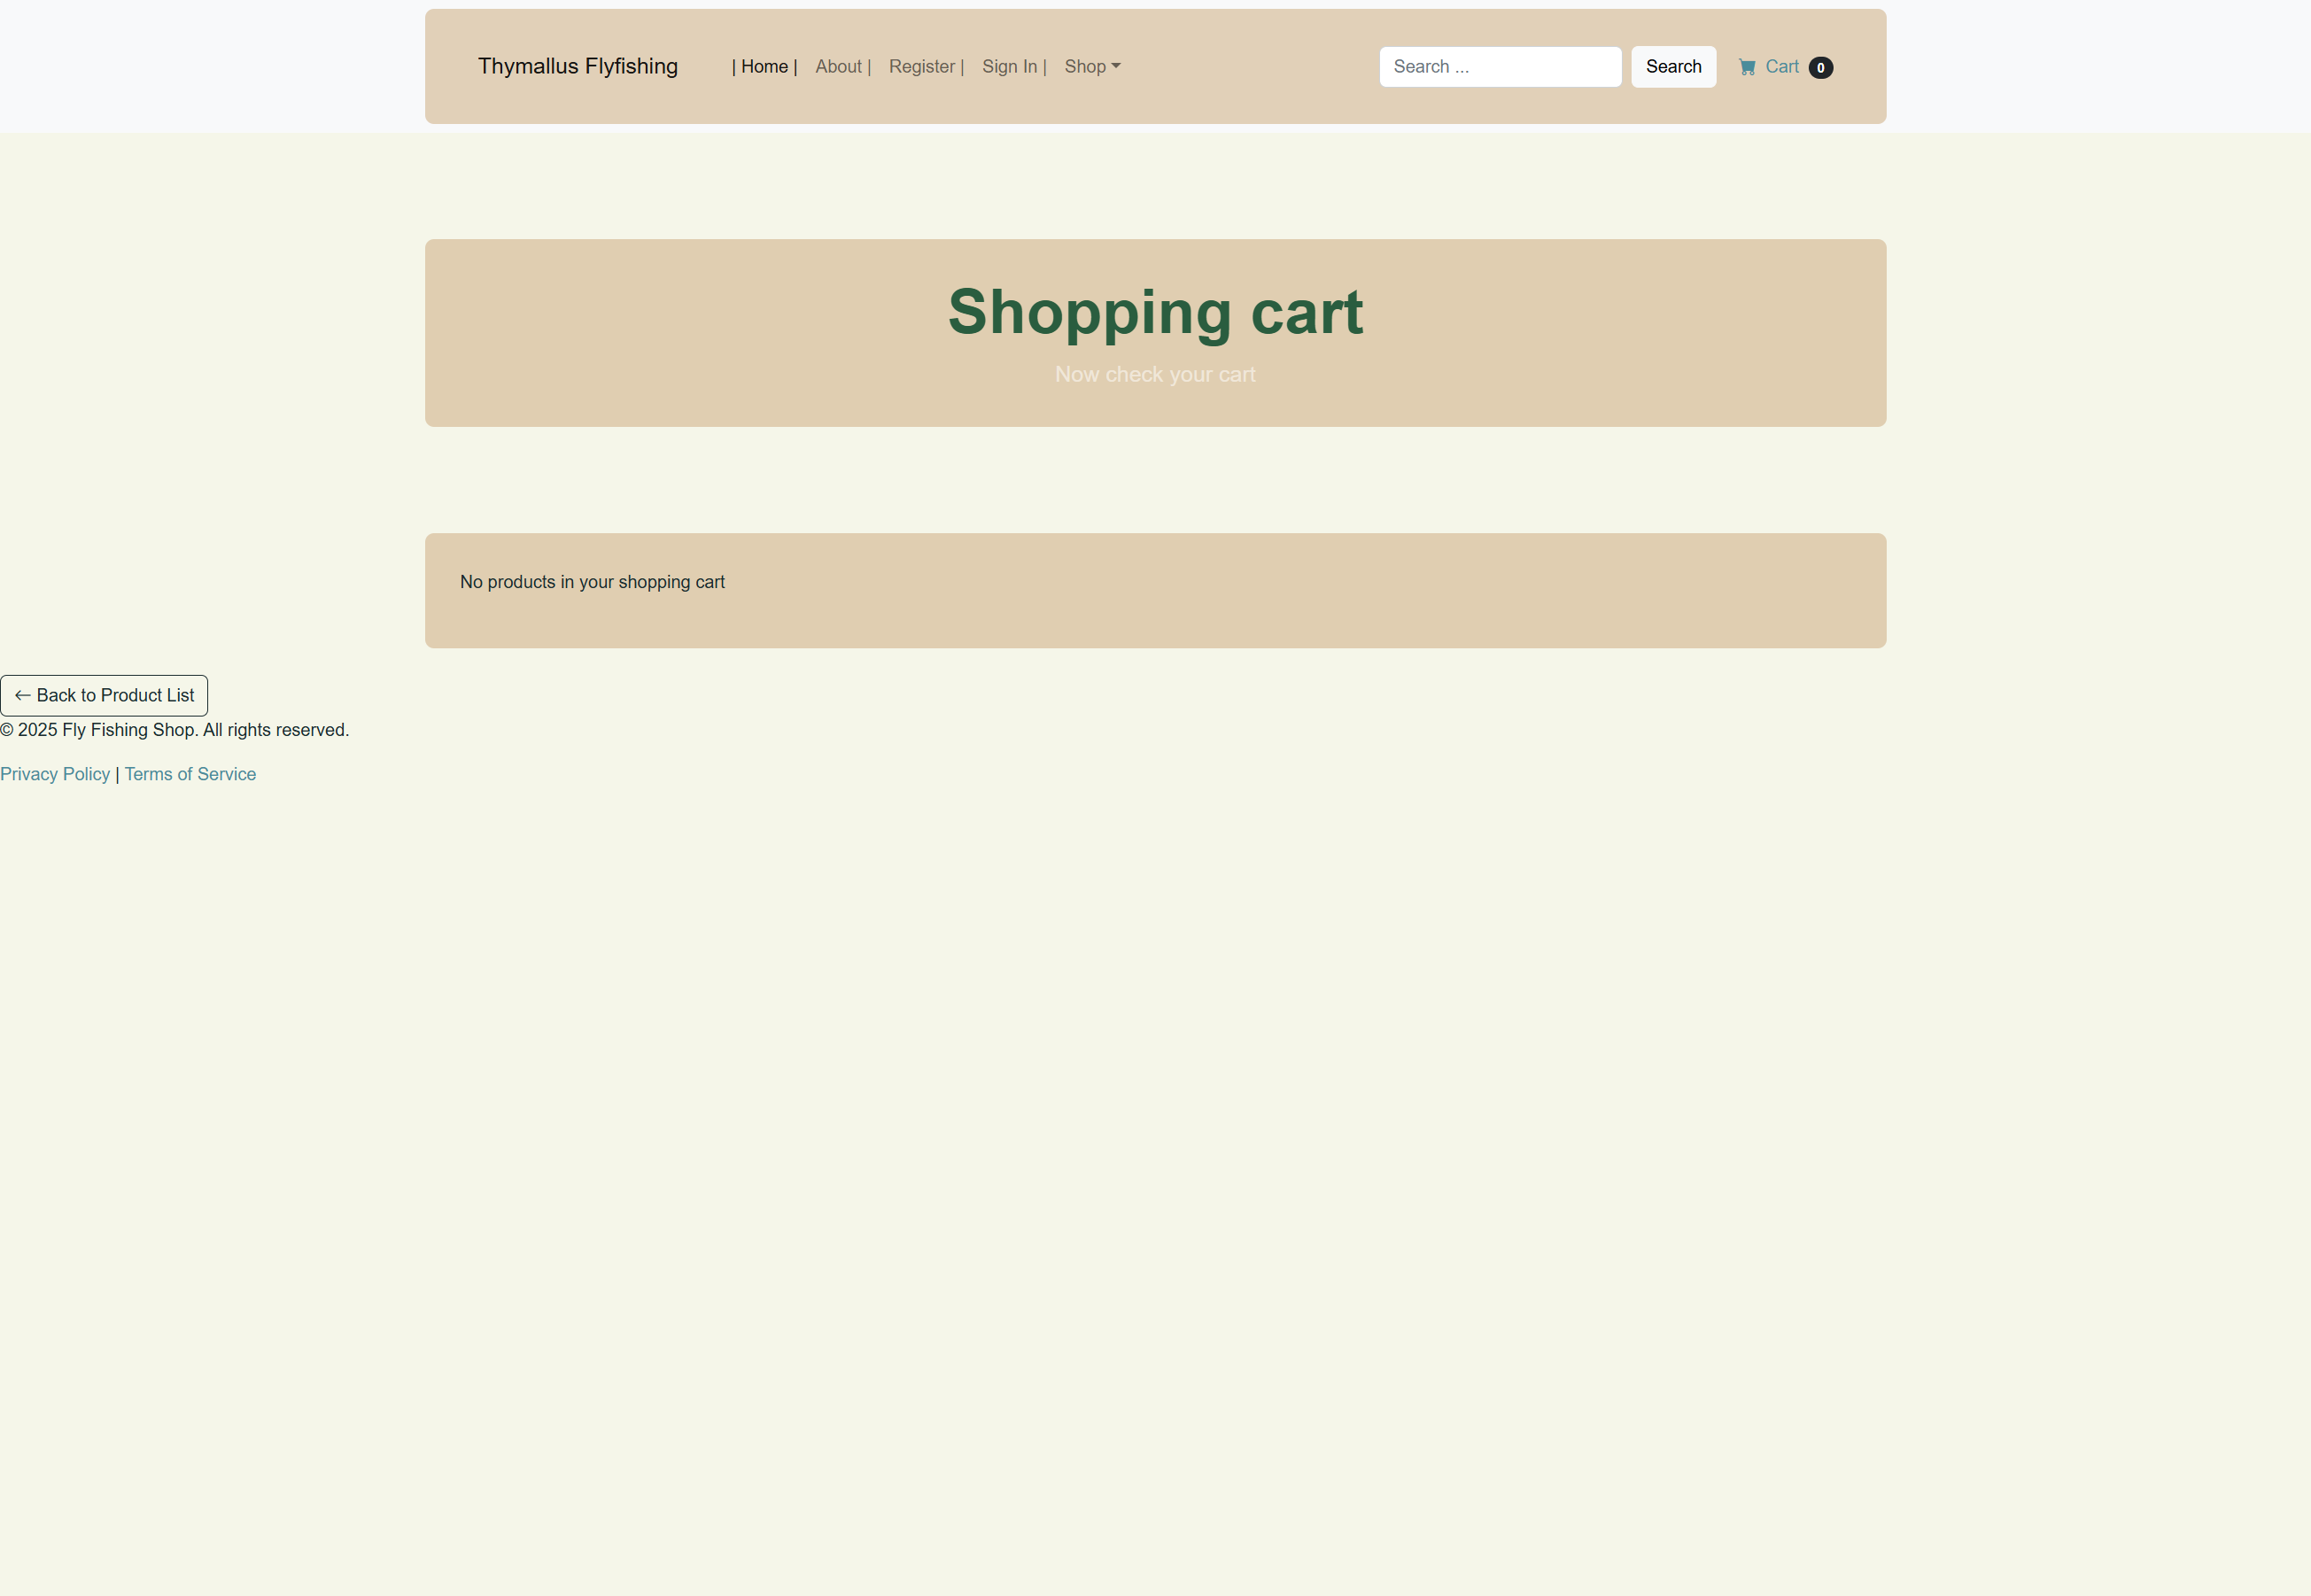 Thymallus Flyfishing | Home | About | Register | Sign In | Shop Search ... Search Cart 0
Shopping cart
Now check your cart
No products in your shopping cart
← Back to Product List
© 2025 Fly Fishing Shop. All rights reserved.
Privacy Policy | Terms of Service